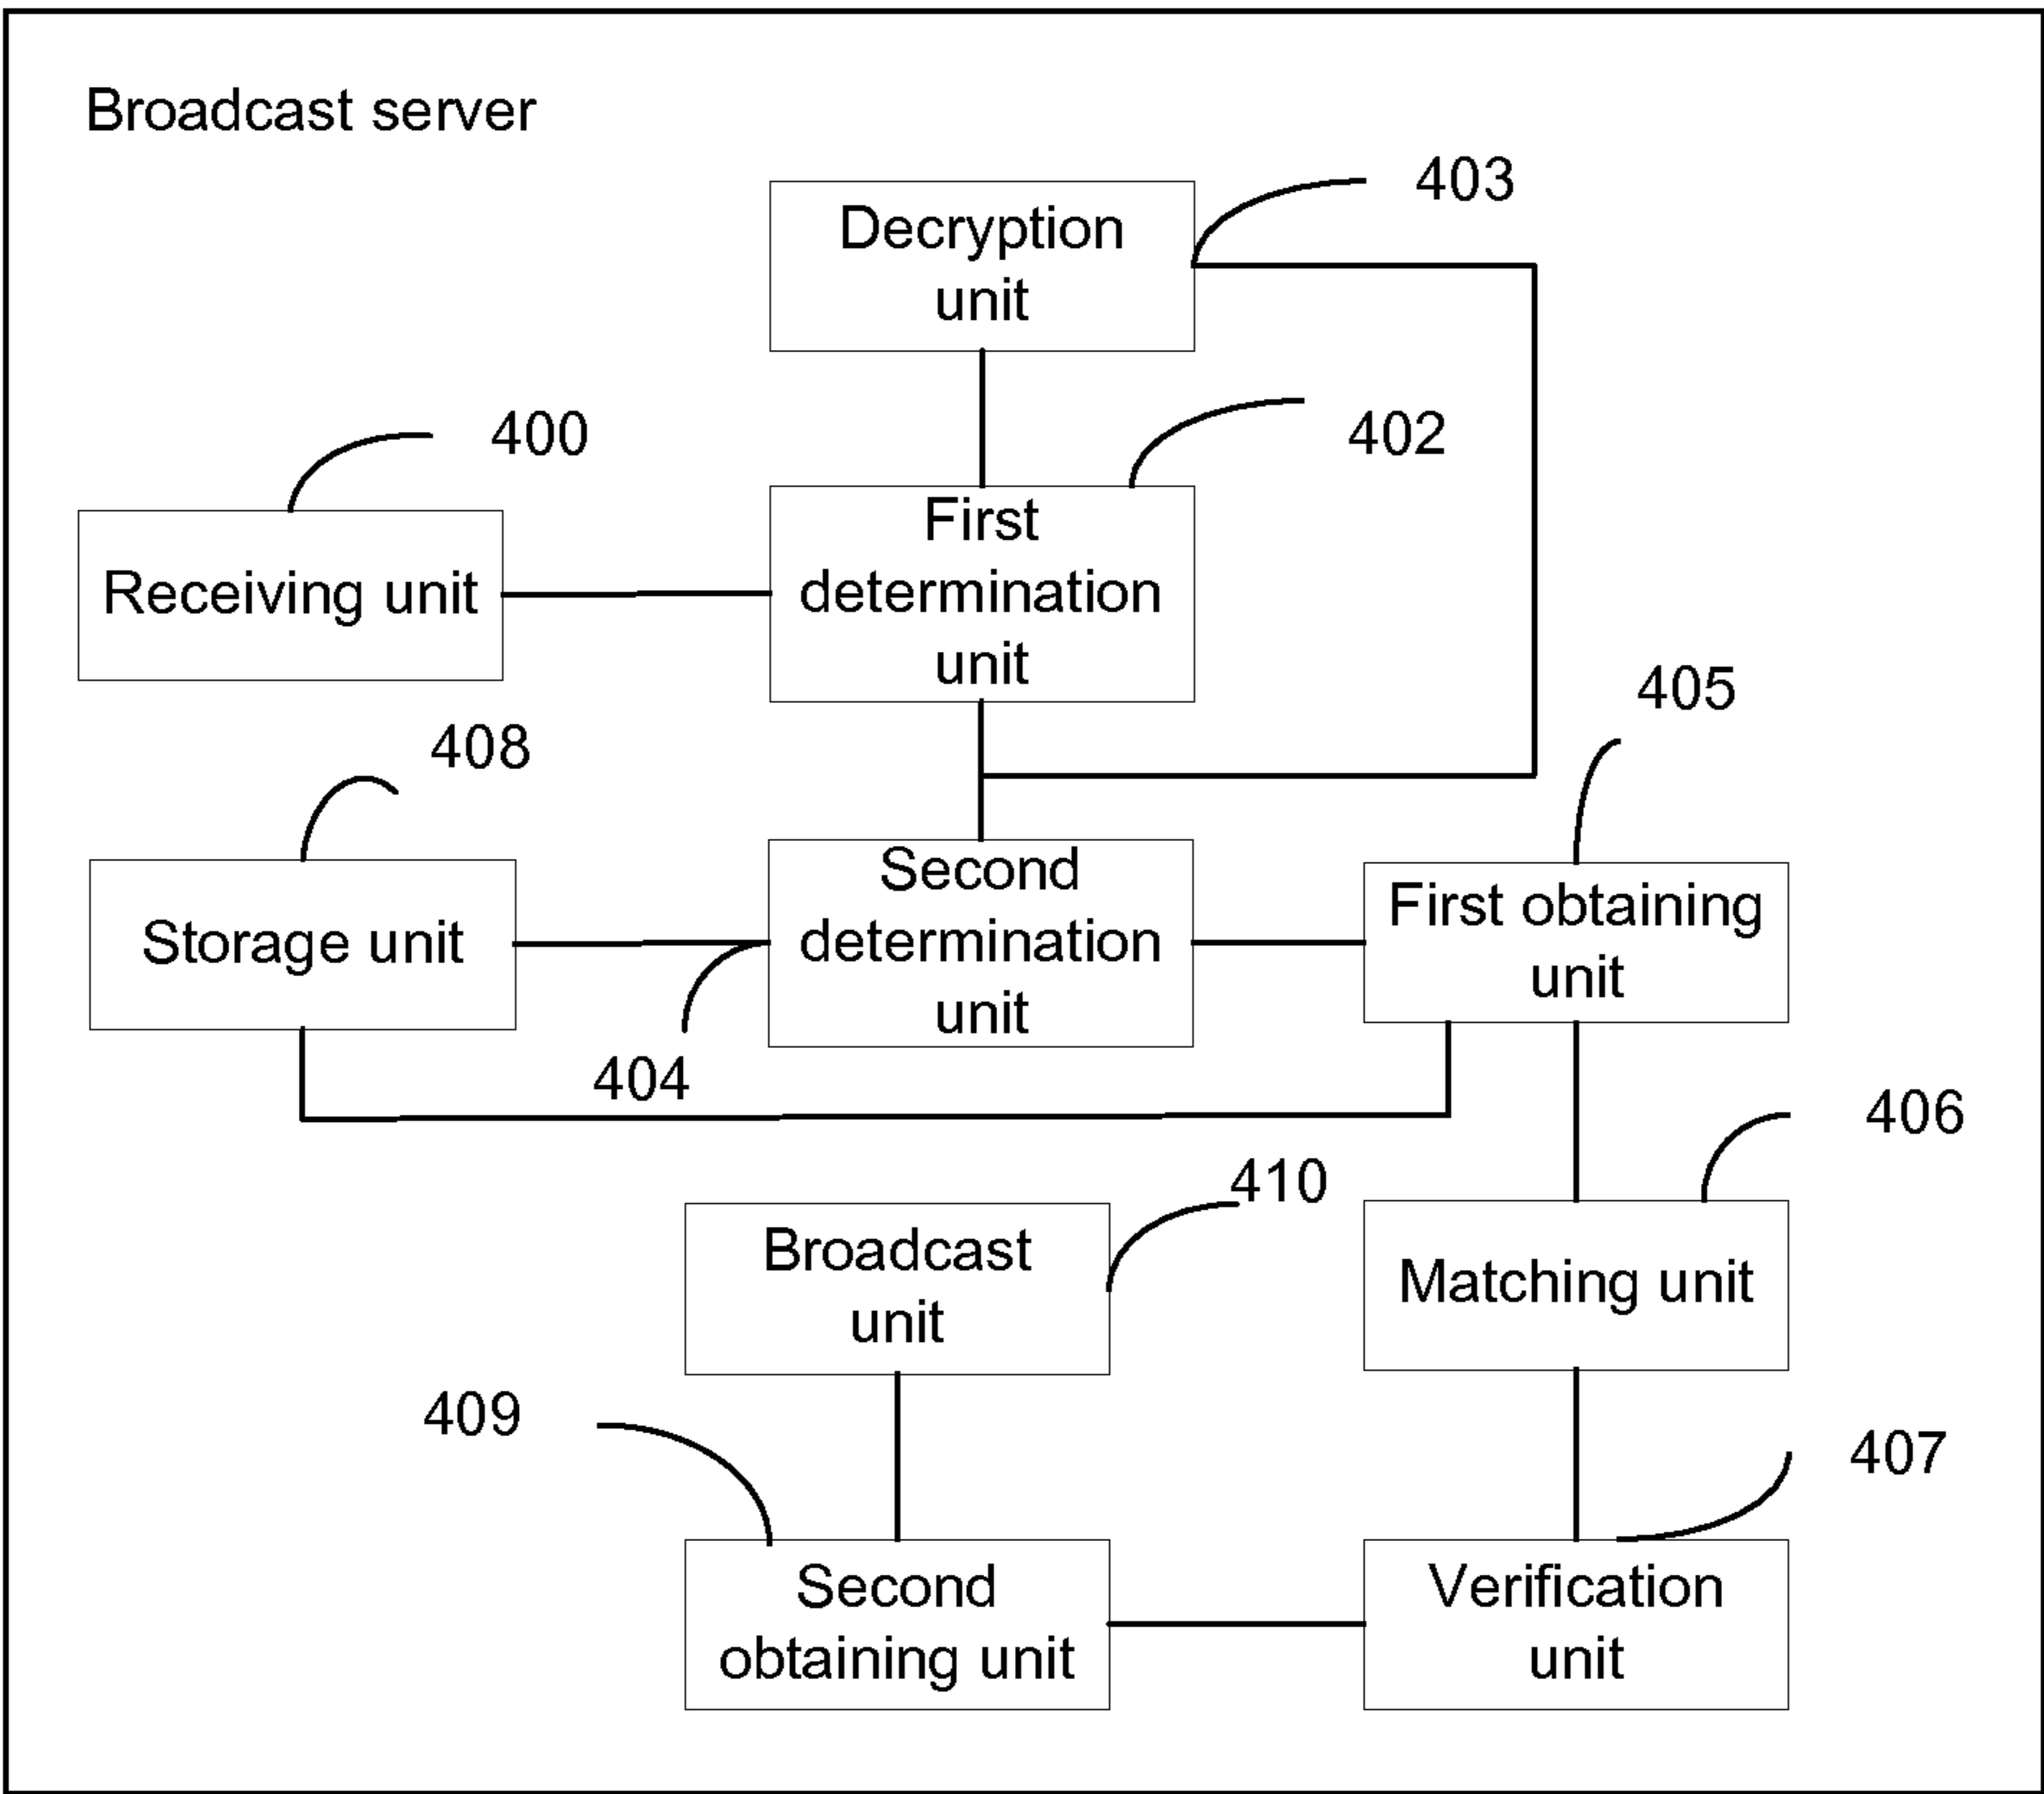 Broadcast server
403
Decryption
unit
400
402
Receiving unit
First
determination
unit
405
408
Storage unit
Second
determination
unit
First obtaining
unit
404
406
410
Broadcast
unit
Matching unit
409
407
Second
obtaining unit
Verification
unit